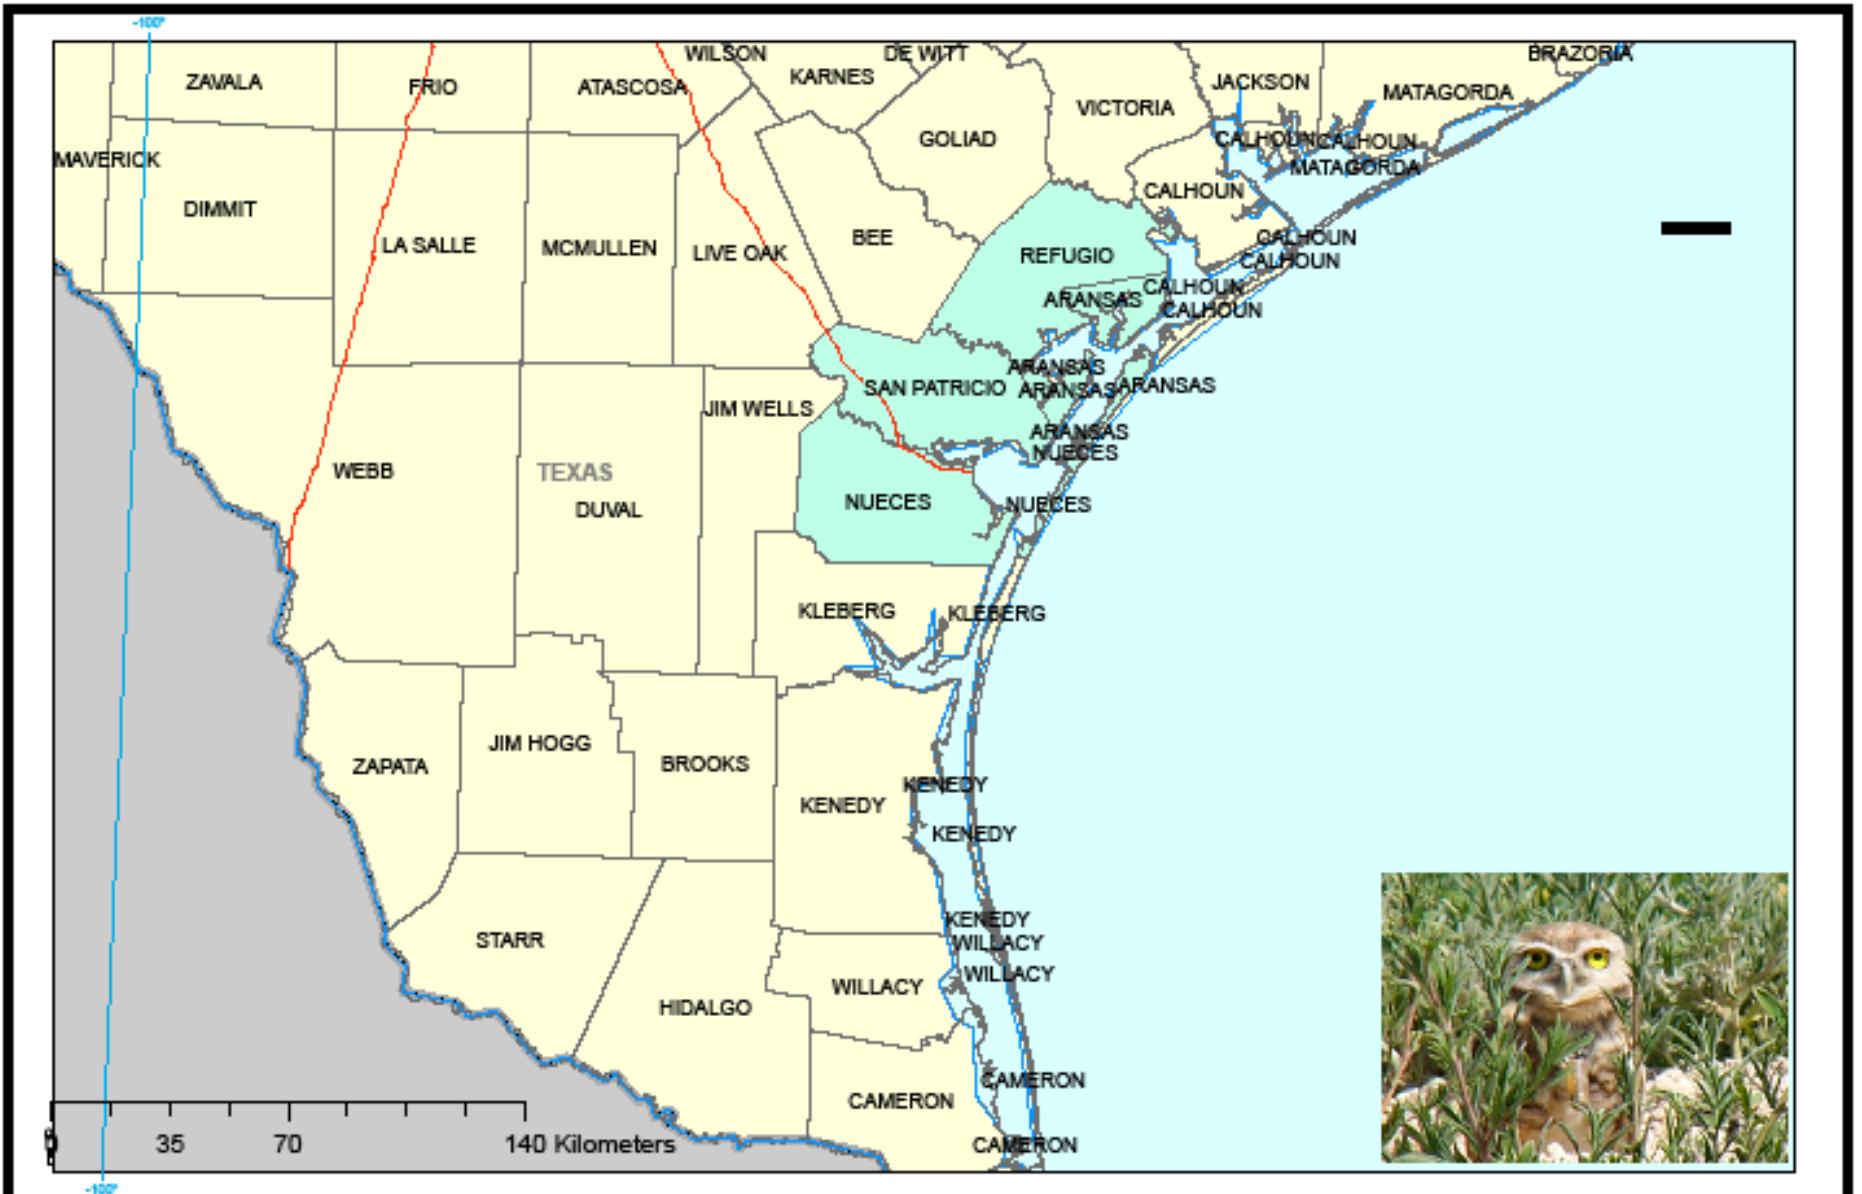 -100°
WILSON
DE WITT
BRAZORIA
ZAVALA
FRIO
ATASCOSA
KARNES
JACKSON
MATAGORDA
VICTORIA
GOLIAD
CALHOUN
CALHOUN
MAVERICK
MATAGORDA
CALHOUN
DIMMIT
LA SALLE
MCMULLEN
LIVE OAK
BEE
CALHOUN
REFUGIO
CALHOUN
CALHOUN
ARANSAS
CALHOUN
ARANSAS
SAN PATRICIO
ARANSAS
ARANSAS
JIM WELLS
ARANSAS
NUECES
WEBB
TEXAS
DUVAL
NUECES
NUECES
KLEBERG
KLEBERG
ZAPATA
JIM HOGG
BROOKS
KENEDY
KENEDY
KENEDY
KENEDY
STARR
WILLACY
WILLACY
WILLACY
HIDALGO
CAMERON
CAMERON
CAMERON
0 35 70 140 Kilometers
-100°